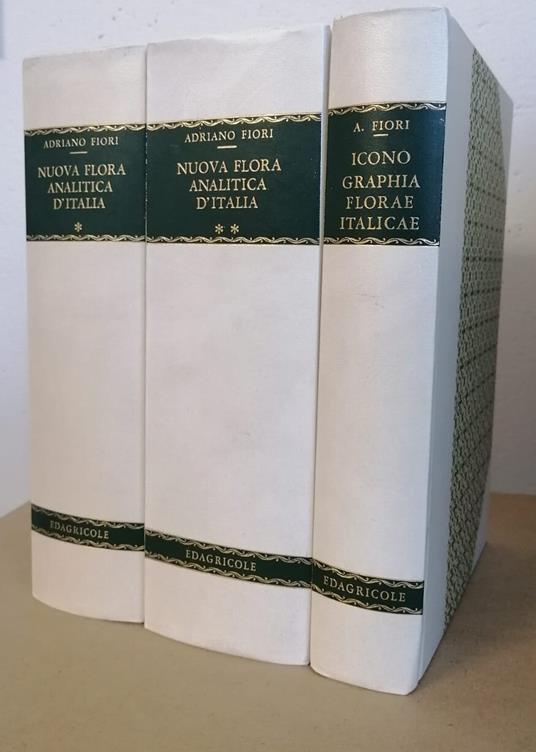 ADRIANO FIORI
NUOVA FLORA
ANALITICA
D'ITALIA
*
EDAGRICOLE
ADRIANO FIORI
NUOVA FLORA
ANALITICA
D'ITALIA
* *
EDAGRICOLE
A. FIORI
ICONO
GRAPHIA
FLORAE
ITALICAE
EDAGRICOLE